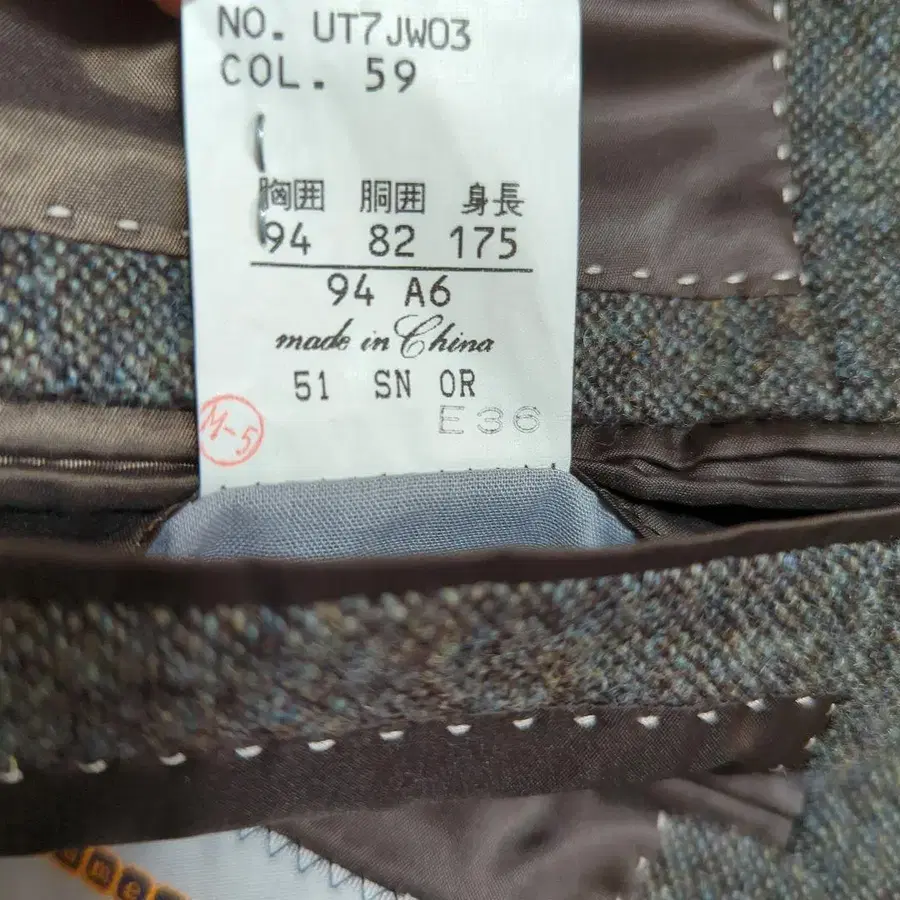 NO. UT7JW03
COL. 59
胸囲 胴囲 身長
94 82 175
94 A6
made in China
51 SN OR
M-5
E36